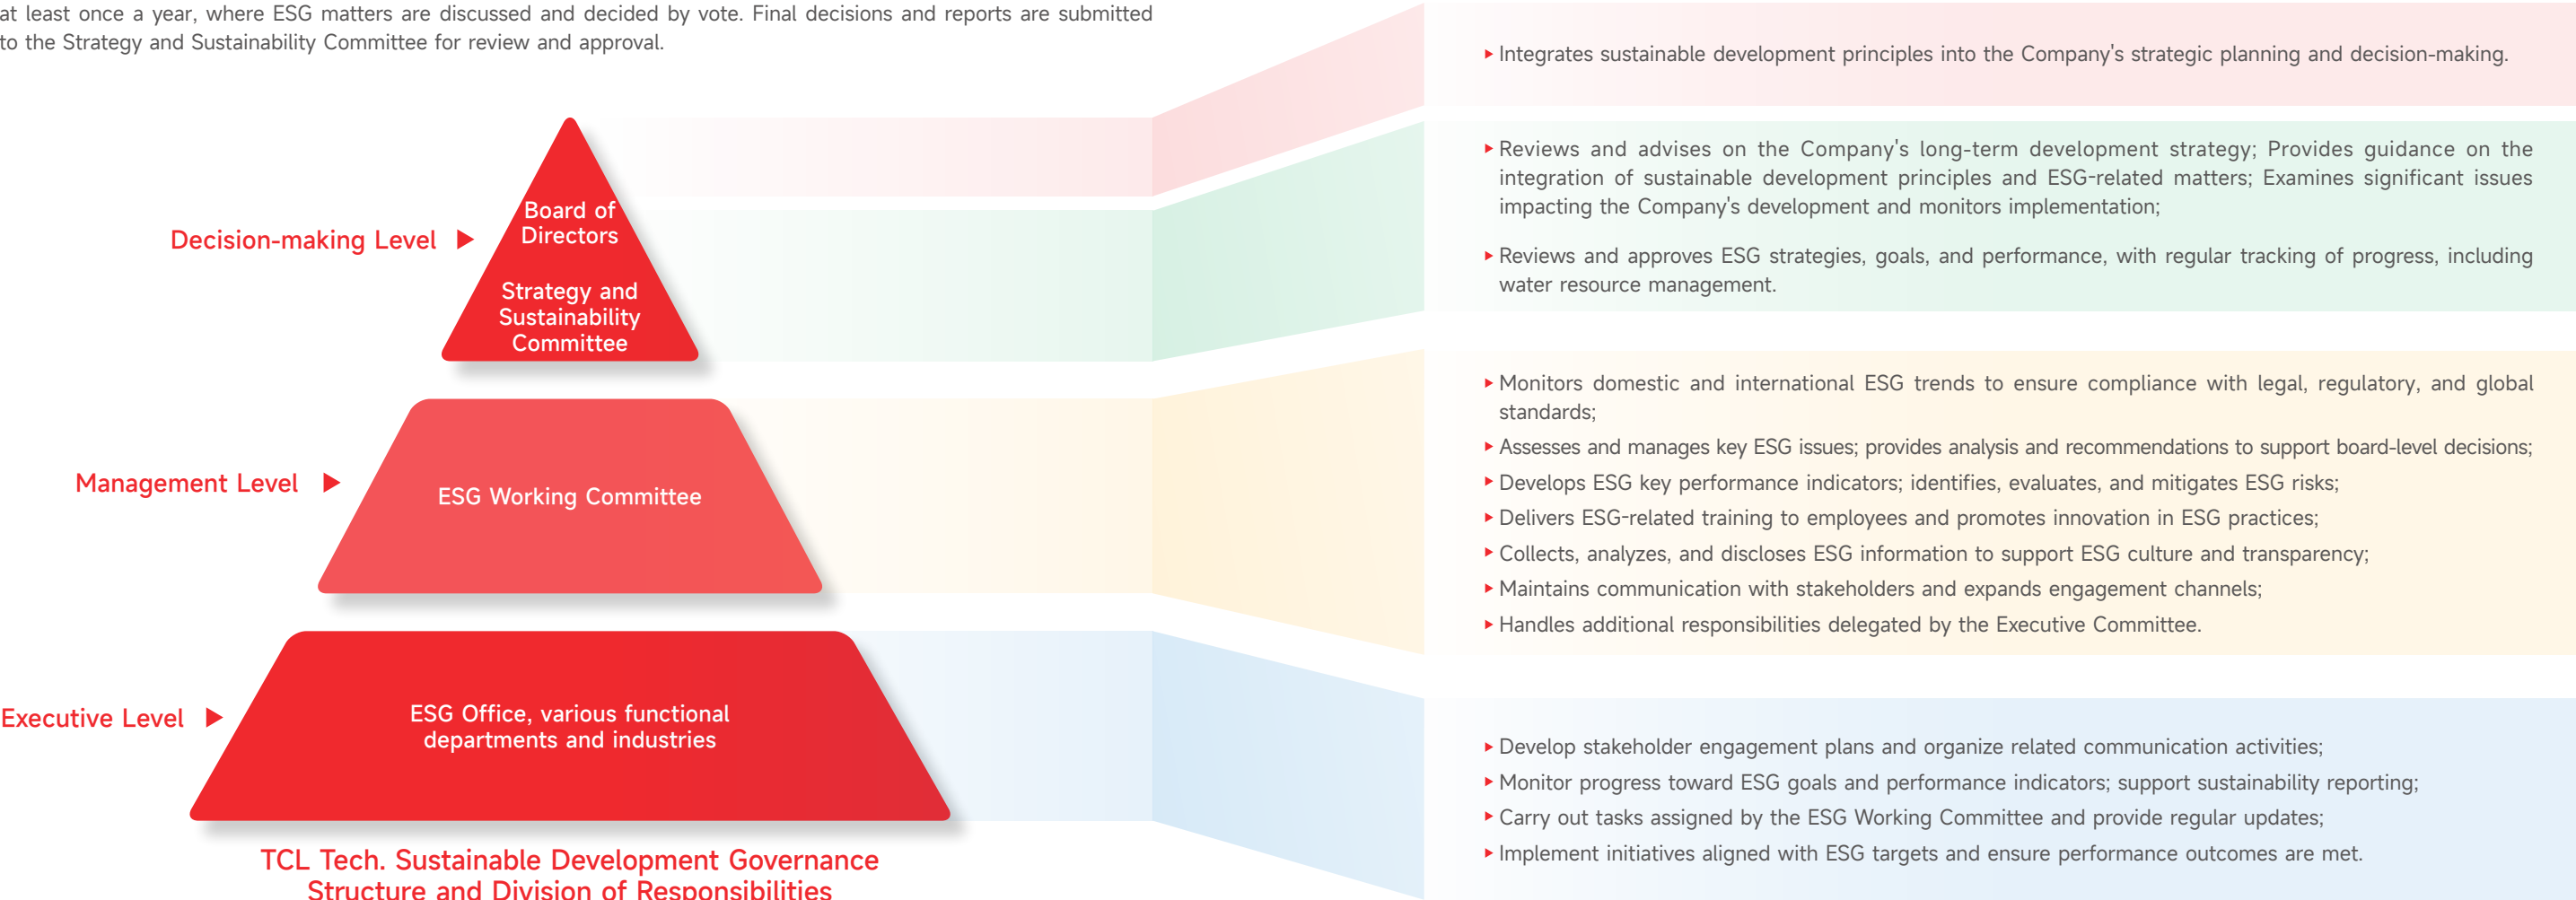 at least once a year, where ESG matters are discussed and decided by vote. Final decisions and reports are submitted
to the Strategy and Sustainability Committee for review and approval.
Decision-making Level
Board of
Directors
Strategy and
Sustainability
Committee
Management Level
ESG Working Committee
Executive Level
ESG Office, various functional
departments and industries
TCL Tech. Sustainable Development Governance
Structure and Division of Responsibilities
Integrates sustainable development principles into the Company's strategic planning and decision-making.
Reviews and advises on the Company's long-term development strategy; Provides guidance on the
integration of sustainable development principles and ESG-related matters; Examines significant issues
impacting the Company's development and monitors implementation;
Reviews and approves ESG strategies, goals, and performance, with regular tracking of progress, including
water resource management.
Monitors domestic and international ESG trends to ensure compliance with legal, regulatory, and global
standards;
Assesses and manages key ESG issues; provides analysis and recommendations to support board-level decisions;
Develops ESG key performance indicators; identifies, evaluates, and mitigates ESG risks;
Delivers ESG-related training to employees and promotes innovation in ESG practices;
Collects, analyzes, and discloses ESG information to support ESG culture and transparency;
Maintains communication with stakeholders and expands engagement channels;
Handles additional responsibilities delegated by the Executive Committee.
Develop stakeholder engagement plans and organize related communication activities;
Monitor progress toward ESG goals and performance indicators; support sustainability reporting;
Carry out tasks assigned by the ESG Working Committee and provide regular updates;
Implement initiatives aligned with ESG targets and ensure performance outcomes are met.